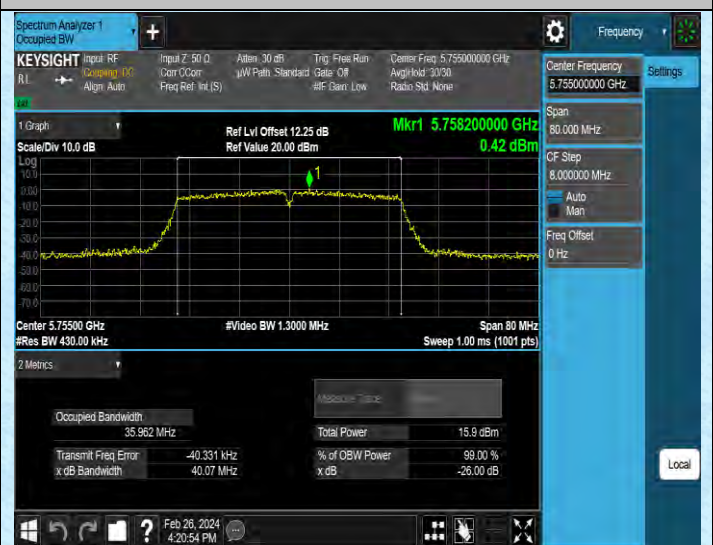 Spectrum Analyzer 1
Occupied BW
+
Frequency
KEYSIGHT Input: RF
R L Coupling: DC
Align: Auto
Input Z: 50 Ω
Corr CCorr
Freq Ref: Int (S)
Atten: 30 dB
µW Path: Standard
Trig: Free Run
Gate: Off
#IF Gain: Low
Center Freq: 5.755000000 GHz
Avg|Hold: 30/30
Radio Std: None
1 Graph
Scale/Div 10.0 dB
Ref Lvl Offset 12.25 dB
Ref Value 20.00 dBm
Mkr1 5.758200000 GHz
0.42 dBm
Log
10.0
0.00
-10.0
-20.0
-30.0
-40.0
-50.0
-60.0
-70.0
1
Center 5.75500 GHz
#Res BW 430.00 kHz
#Video BW 1.3000 MHz
Span 80 MHz
Sweep 1.00 ms (1001 pts)
2 Metrics
Measure Trace
Occupied Bandwidth
35.962 MHz
Total Power 15.9 dBm
Transmit Freq Error -40.331 kHz
% of OBW Power 99.00 %
x dB Bandwidth 40.07 MHz
x dB -26.00 dB
Center Frequency
5.755000000 GHz
Settings
Span
80.000 MHz
CF Step
8.000000 MHz
Auto
Man
Freq Offset
0 Hz
Local
?
Feb 26, 2024
4:20:54 PM